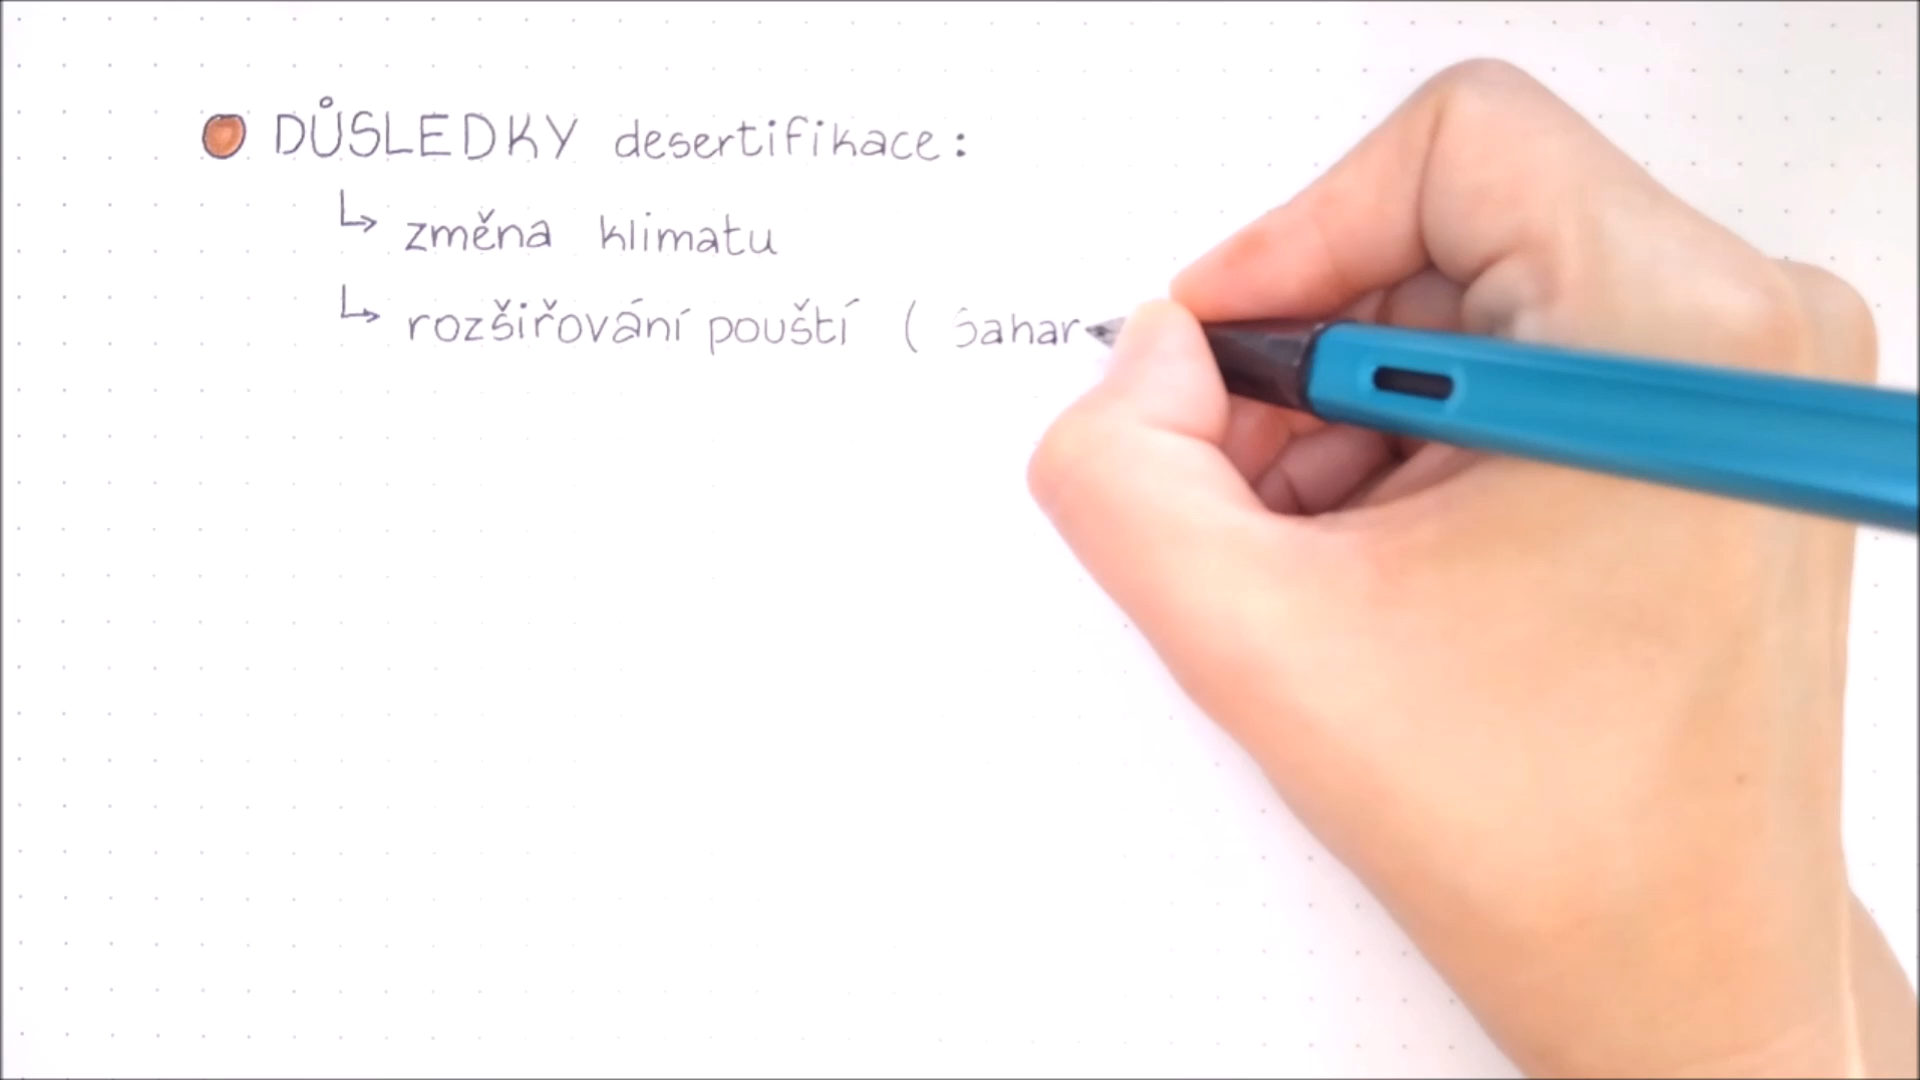 DŮSLEDKY desertifikace:
↳ změna klimatu
↳ rozšiřování pouští ( Sahar